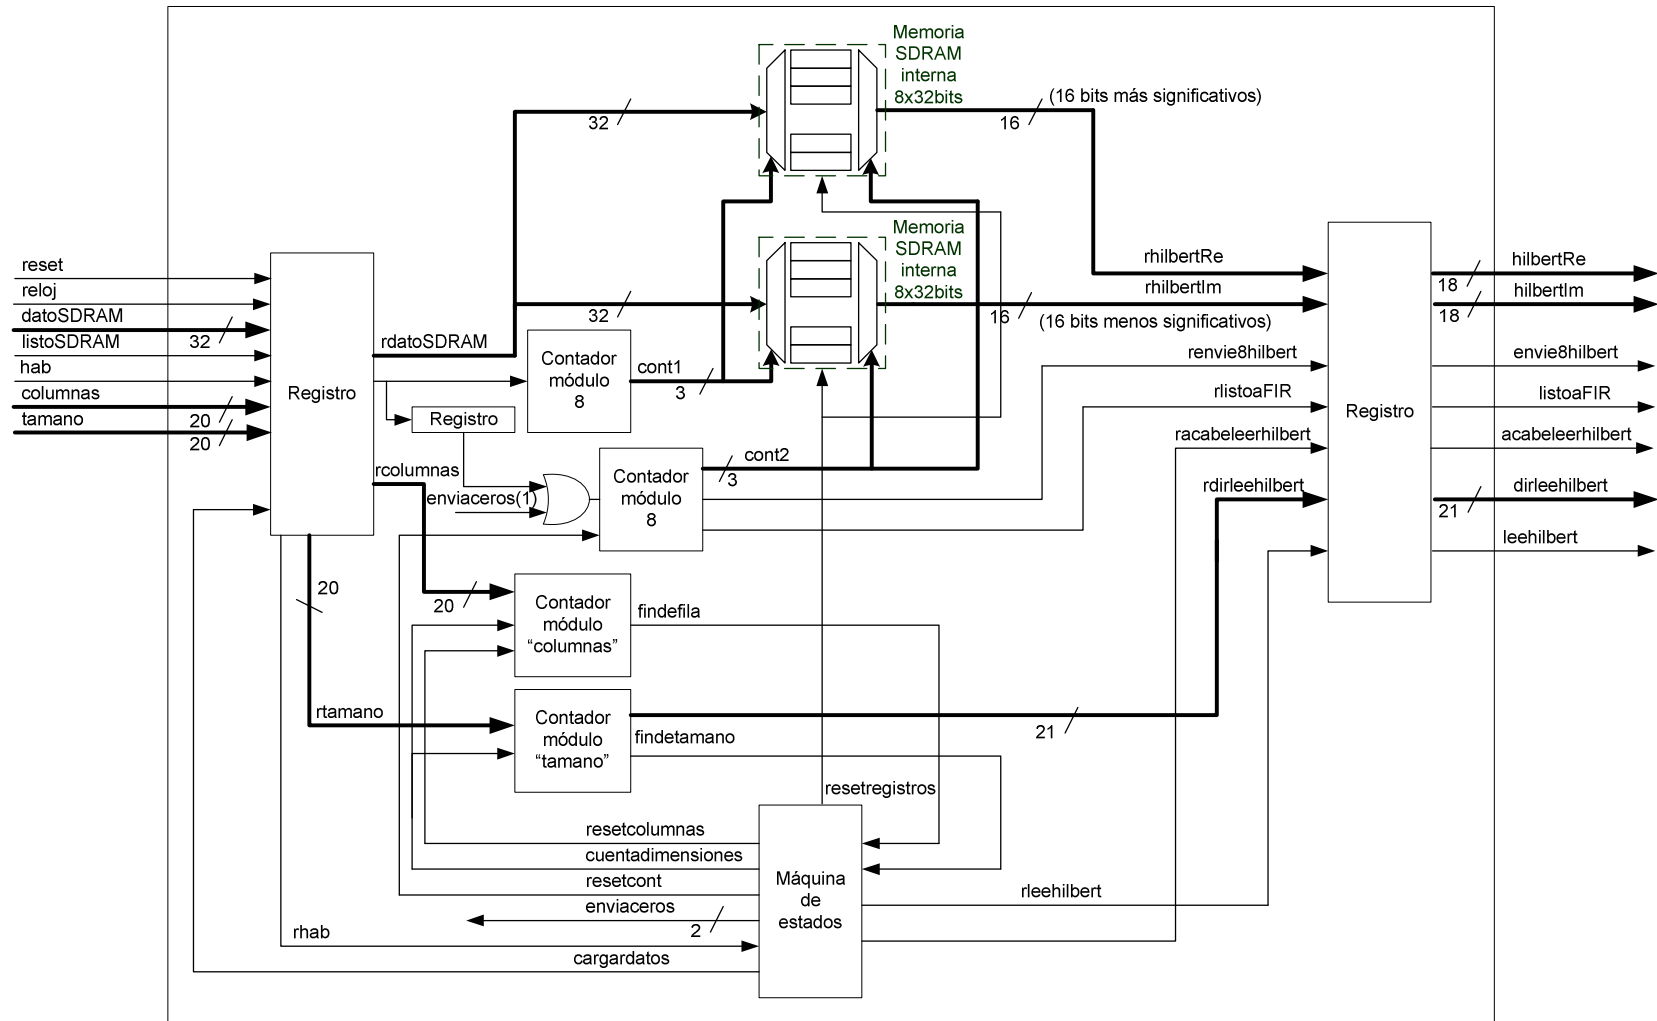 Memoria
SDRAM
interna
8x32bits
32
16
(16 bits más significativos)
Memoria
SDRAM
interna
8x32bits
32
16
(16 bits menos significativos)
reset
reloj
datoSDRAM
32
listoSDRAM
hab
columnas
20
tamano
20
Registro
rdatoSDRAM
Contador
módulo
8
cont1
3
Registro
rcolumnas
enviaceros(1)
Contador
módulo
8
cont2
3
20
20
Contador
módulo
“columnas”
findefila
rtamano
Contador
módulo
“tamano”
findetamano
21
resetregistros
resetcolumnas
cuentadimensiones
resetcont
enviaceros
2
rhab
cargardatos
Máquina
de
estados
rleehilbert
rhilbertRe
rhilbertIm
renvie8hilbert
rlistoaFIR
racabeleerhilbert
rdirleehilbert
Registro
hilbertRe
18
hilbertIm
18
envie8hilbert
listoaFIR
acabeleerhilbert
dirleehilbert
21
leehilbert